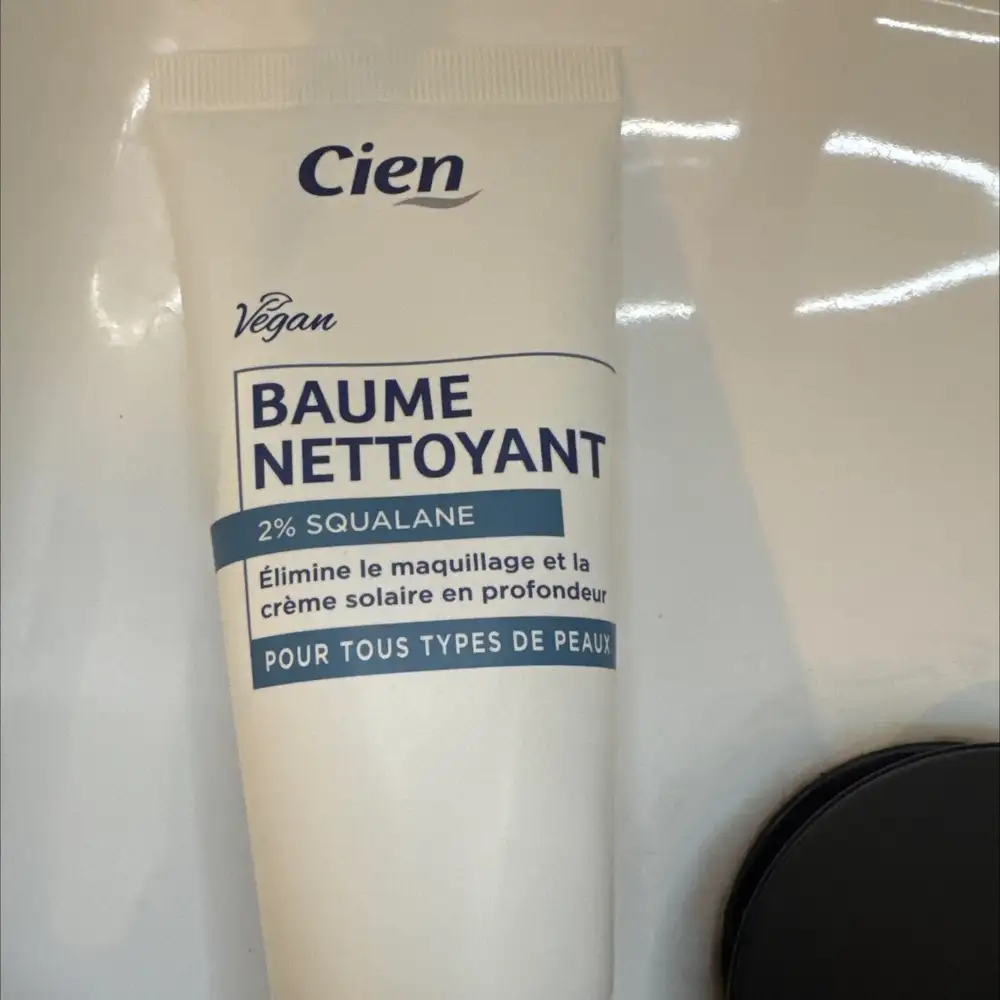 Cien
Vegan
BAUME
NETTOYANT
2% SQUALANE
Élimine le maquillage et la
crème solaire en profondeur
POUR TOUS TYPES DE PEAUX